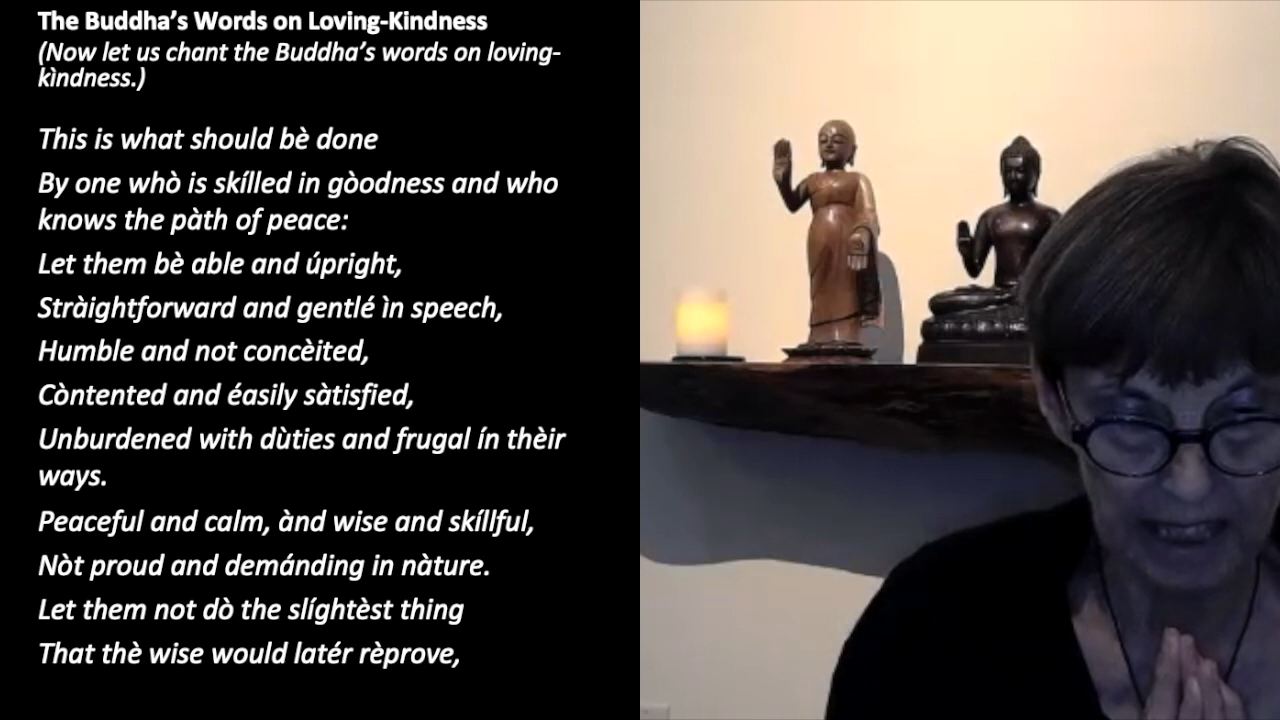 The Buddha’s Words on Loving-Kindness
(Now let us chant the Buddha’s words on loving-
kìndness.)
This is what should bè done
By one whò is skílled in gòodness and who
knows the pàth of peace:
Let them bè able and úpright,
Stràightforward and gentlé ìn speech,
Humble and not concèited,
Còntented and éasily sàtisfied,
Unburdened with dùties and frugal ín thèir
ways.
Peaceful and calm, ànd wise and skíllful,
Nòt proud and demánding in nàture.
Let them not dò the slíghtèst thing
That thè wise would latér rèprove,